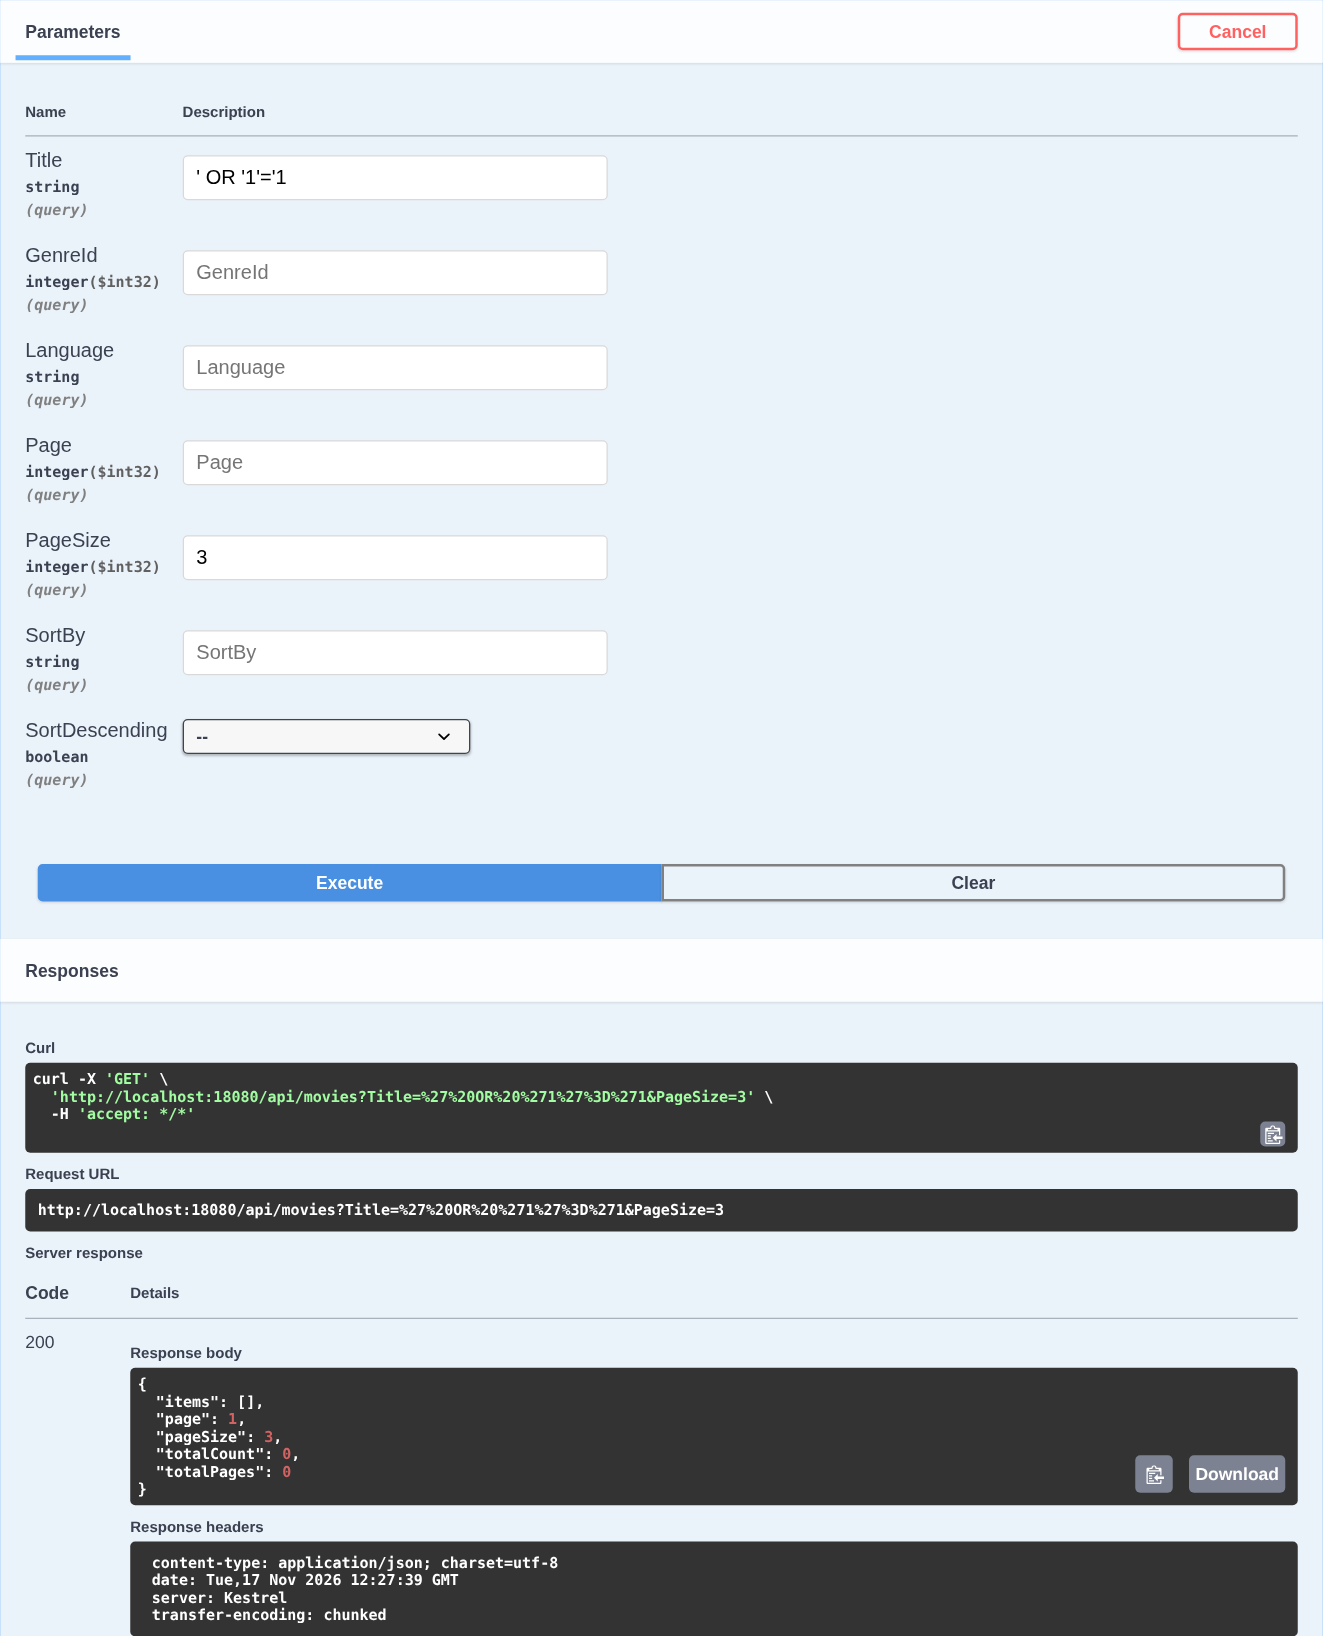 Parameters
Cancel
Name Description
Title
string
(query)
' OR '1'='1
GenreId
integer($int32)
(query)
GenreId
Language
string
(query)
Language
Page
integer($int32)
(query)
Page
PageSize
integer($int32)
(query)
3
SortBy
string
(query)
SortBy
SortDescending
boolean
(query)
--
Execute
Clear
Responses
Curl
curl -X 'GET' \
'http://localhost:18080/api/movies?Title=%27%20OR%20%271%27%3D%271&PageSize=3' \
-H 'accept: */*'
Request URL
http://localhost:18080/api/movies?Title=%27%20OR%20%271%27%3D%271&PageSize=3
Server response
Code Details
200
Response body
{
"items": [],
"page": 1,
"pageSize": 3,
"totalCount": 0,
"totalPages": 0
}
Download
Response headers
content-type: application/json; charset=utf-8
date: Tue,17 Nov 2026 12:27:39 GMT
server: Kestrel
transfer-encoding: chunked